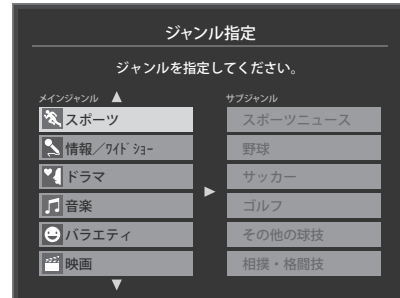 ジャンル指定
ジャンルを指定してください。
メインジャンル ▲
スポーツ
情報／ﾜｲﾄﾞｼｮｰ
ドラマ
音楽
バラエティ
映画
▼
▶
サブジャンル
スポーツニュース
野球
サッカー
ゴルフ
その他の球技
相撲・格闘技